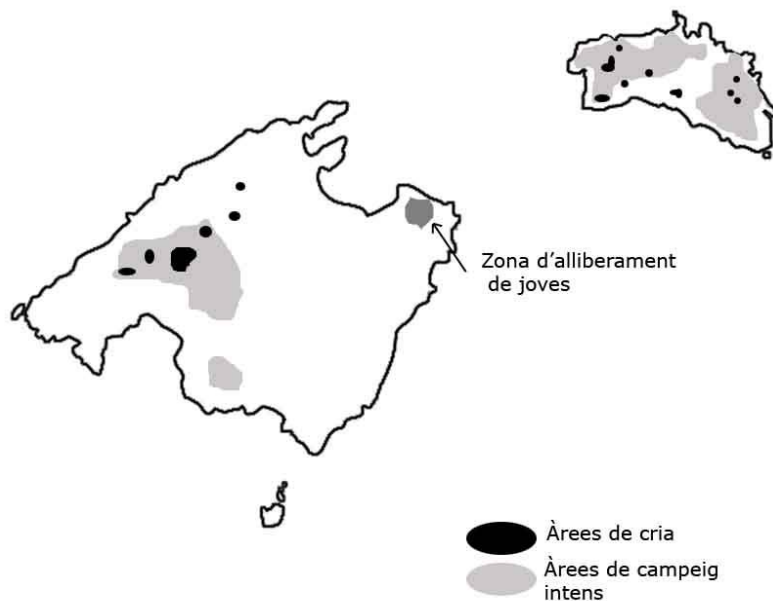 Zona d'alliberament
de joves
Àrees de cria
Àrees de campeig
intens